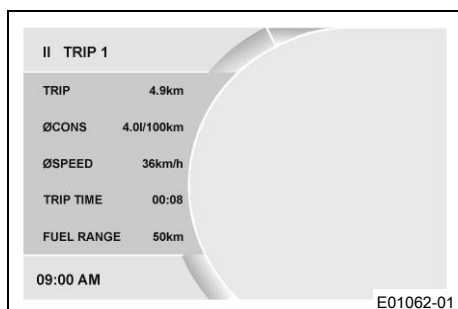 II TRIP 1
TRIP 4.9km
ØCONS 4.0l/100km
ØSPEED 36km/h
TRIP TIME 00:08
FUEL RANGE 50km
09:00 AM
E01062-01